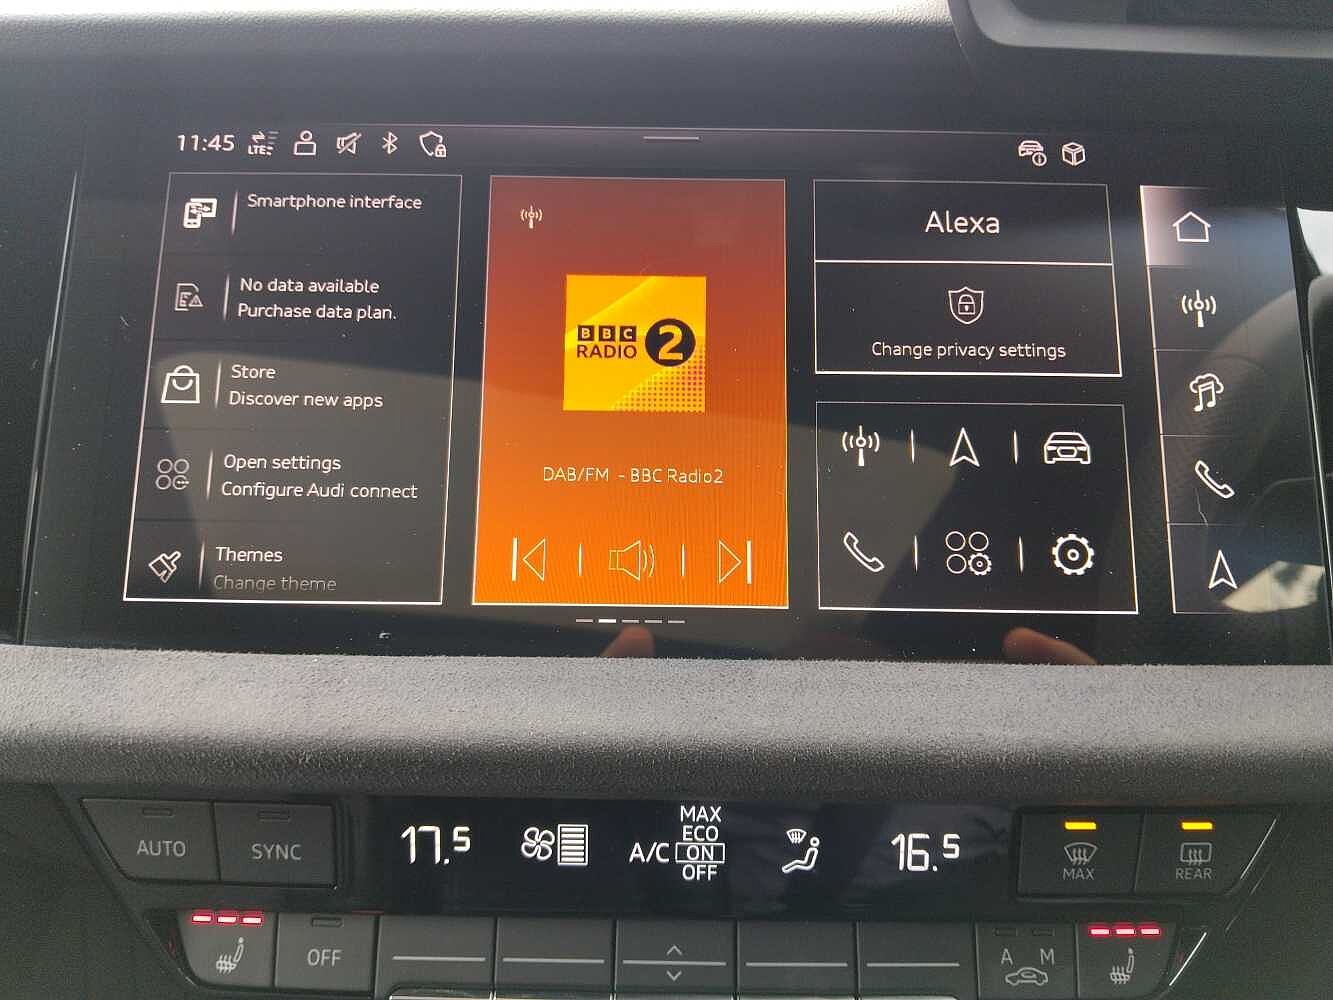 11:45 LTE
Smartphone interface
No data available
Purchase data plan.
Store
Discover new apps
Open settings
Configure Audi connect
Themes
Change theme
BBC
RADIO 2
DAB/FM - BBC Radio2
Alexa
Change privacy settings
AUTO
SYNC
17.5
A/C
MAX
ECO
ON
OFF
16.5
MAX
REAR
OFF
A M